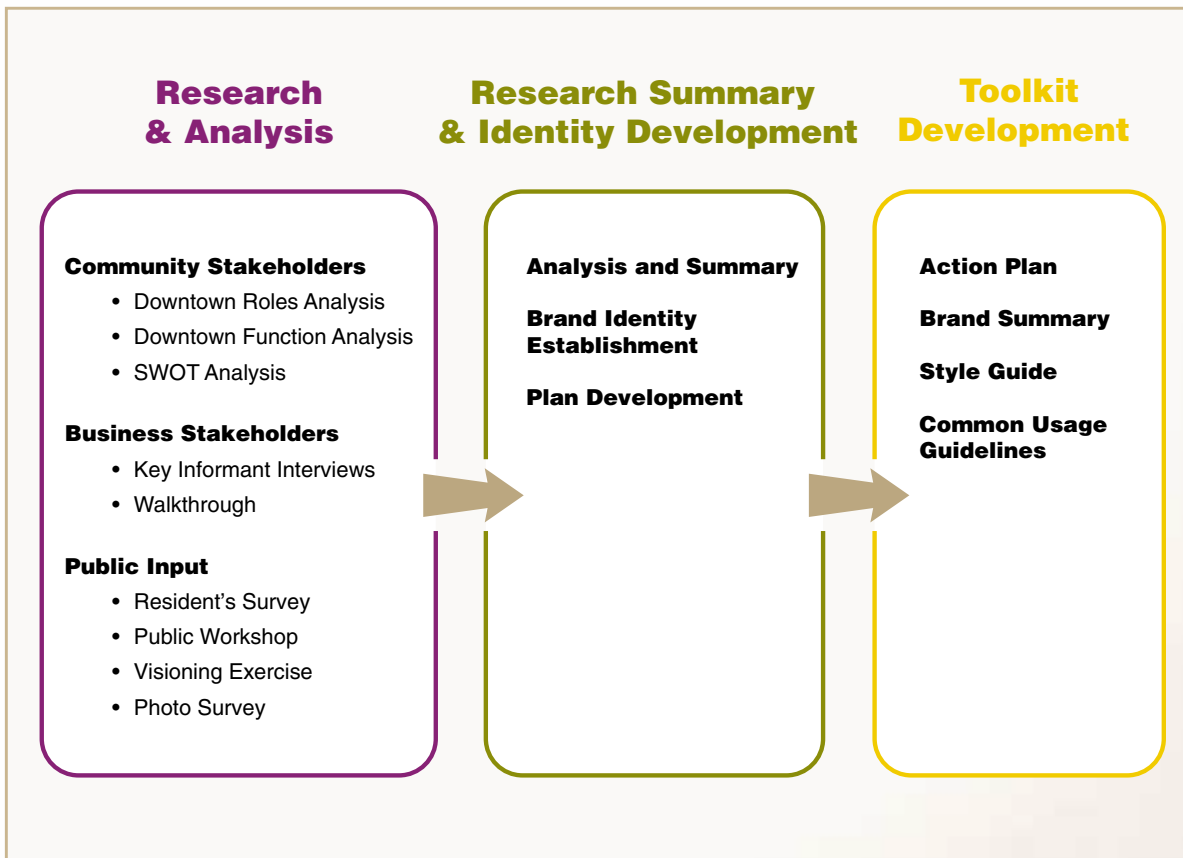 Research
& Analysis
Community Stakeholders
• Downtown Roles Analysis
• Downtown Function Analysis
• SWOT Analysis
Business Stakeholders
• Key Informant Interviews
• Walkthrough
Public Input
• Resident's Survey
• Public Workshop
• Visioning Exercise
• Photo Survey
Research Summary
& Identity Development
Analysis and Summary
Brand Identity
Establishment
Plan Development
Toolkit
Development
Action Plan
Brand Summary
Style Guide
Common Usage
Guidelines